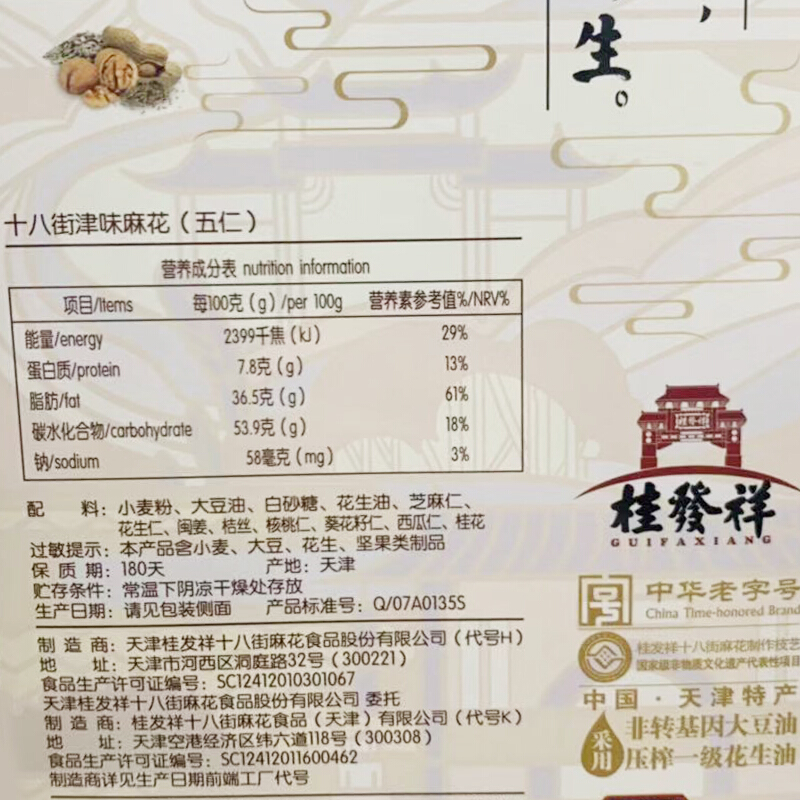 生。
十八街津味麻花（五仁）
营养成分表 nutrition information
项目/Items 每100克（g）/per 100g 营养素参考值%/NRV%
能量/energy 2399千焦（kJ） 29%
蛋白质/protein 7.8克（g） 13%
脂肪/fat 36.5克（g） 61%
碳水化合物/carbohydrate 53.9克（g） 18%
钠/sodium 58毫克（mg） 3%
配 料：小麦粉、大豆油、白砂糖、花生油、芝麻仁、
花生仁、闽姜、桔丝、核桃仁、葵花籽仁、西瓜仁、桂花
过敏提示：本产品含小麦、大豆、花生、坚果类制品
保 质 期：180天 产地：天津
贮存条件：常温下阴凉干燥处存放
生产日期：请见包装侧面 产品标准号：Q/07A0135S
制 造 商：天津桂发祥十八街麻花食品股份有限公司（代号H）
地 址：天津市河西区洞庭路32号（300221）
食品生产许可证编号：SC12412010301067
天津桂发祥十八街麻花食品股份有限公司 委托
制 造 商：桂发祥十八街麻花食品（天津）有限公司（代号K）
地 址：天津空港经济区纬六道118号（300308）
食品生产许可证编号：SC12412011600462
制造商详见生产日期前端工厂代号
桂發祥
桂發祥
GUIFAXIANG
中华老字号
China Time-honored Brand
桂发祥十八街麻花制作技艺
国家级非物质文化遗产代表性项目
中国·天津特产
采用
非转基因大豆油
压榨一级花生油